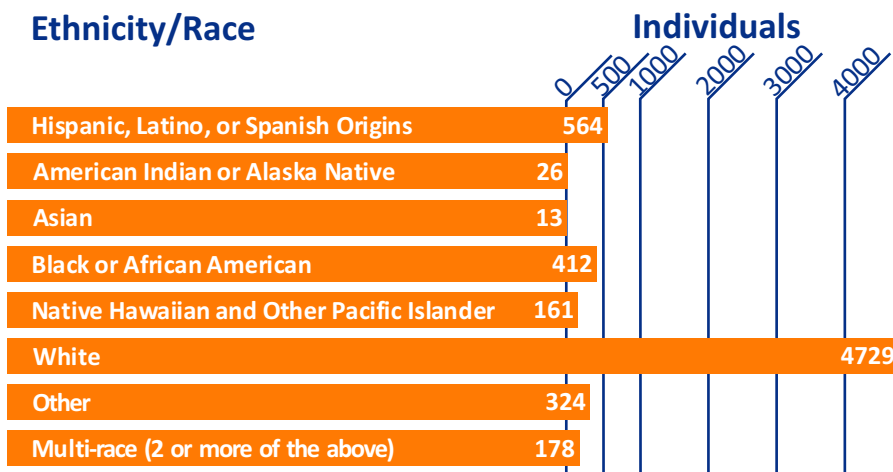 Ethnicity/Race
Individuals
0 500 1000 2000 3000 4000
Hispanic, Latino, or Spanish Origins 564
American Indian or Alaska Native 26
Asian 13
Black or African American 412
Native Hawaiian and Other Pacific Islander 161
White 4729
Other 324
Multi-race (2 or more of the above) 178